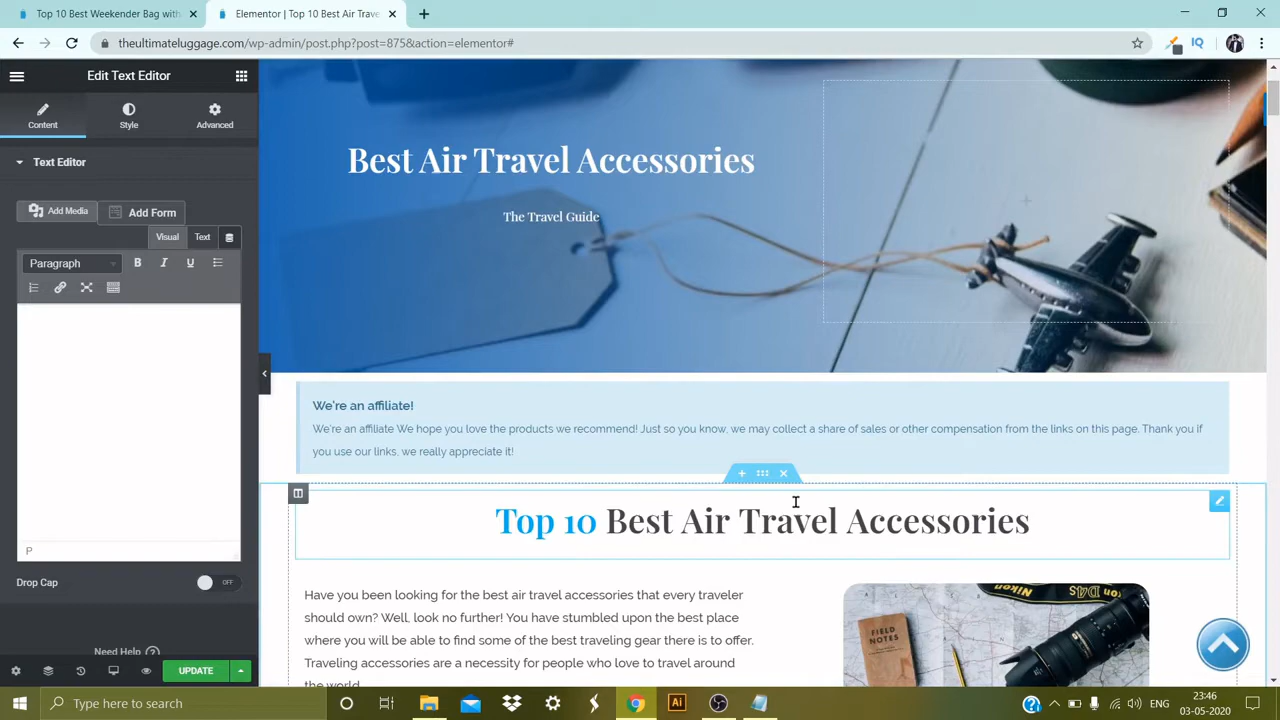 Top 10 Best Weekender Bag with
Elementor | Top 10 Best Air Trave
theultimateluggage.com/wp-admin/post.php?post=875&action=elementor#
IQ
Edit Text Editor
Content
Style
Advanced
Text Editor
Add Media
Add Form
Visual
Text
Paragraph
B
I
U
P
Drop Cap
OFF
Need Help
UPDATE
Best Air Travel Accessories
The Travel Guide
We're an affiliate!
We're an affiliate We hope you love the products we recommend! Just so you know, we may collect a share of sales or other compensation from the links on this page. Thank you if
you use our links, we really appreciate it!
Top 10 Best Air Travel Accessories
Have you been looking for the best air travel accessories that every traveler
should own? Well, look no further! You have stumbled upon the best place
where you will be able to find some of the best traveling gear there is to offer.
Traveling accessories are a necessity for people who love to travel around
the world.
FIELD
NOTES
Nikon D4S
Type here to search
Ai
ENG
23:46
03-05-2020